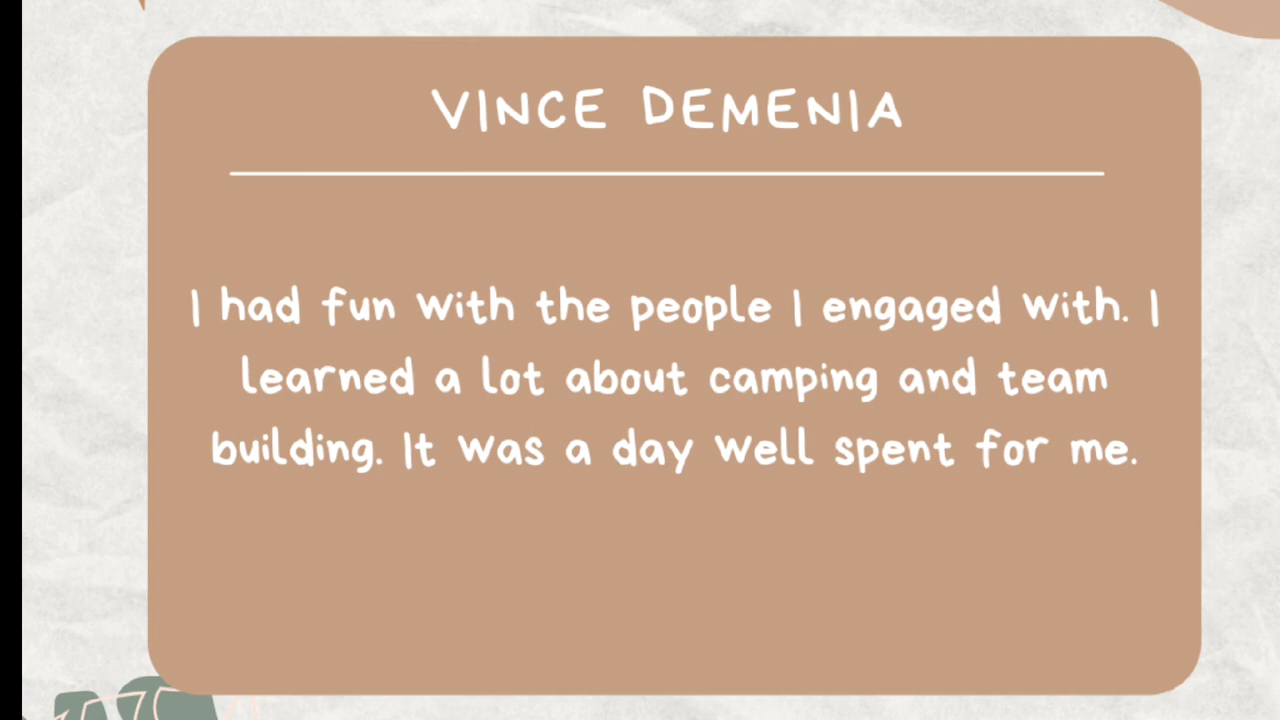 VINCE DEMENIA
I had fun with the people I engaged with. I
learned a lot about camping and team
building. It was a day well spent for me.